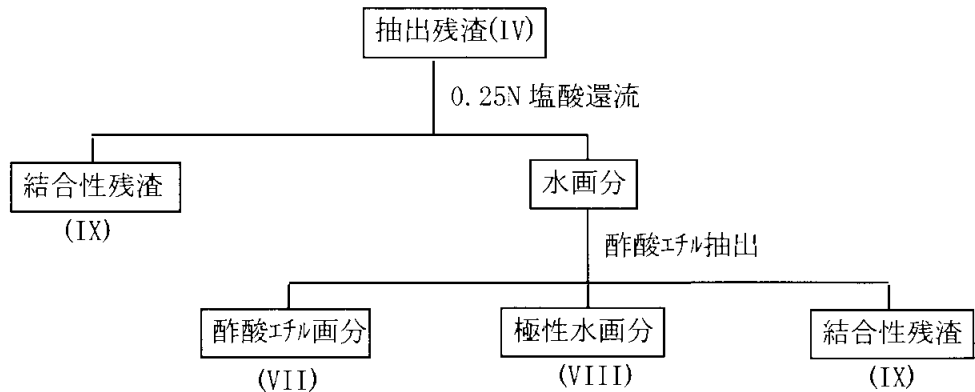 抽出残渣(IV)
0.25N 塩酸還流
結合性残渣
(IX)
水画分
酢酸エチル抽出
酢酸エチル画分
(VII)
極性水画分
(VIII)
結合性残渣
(IX)